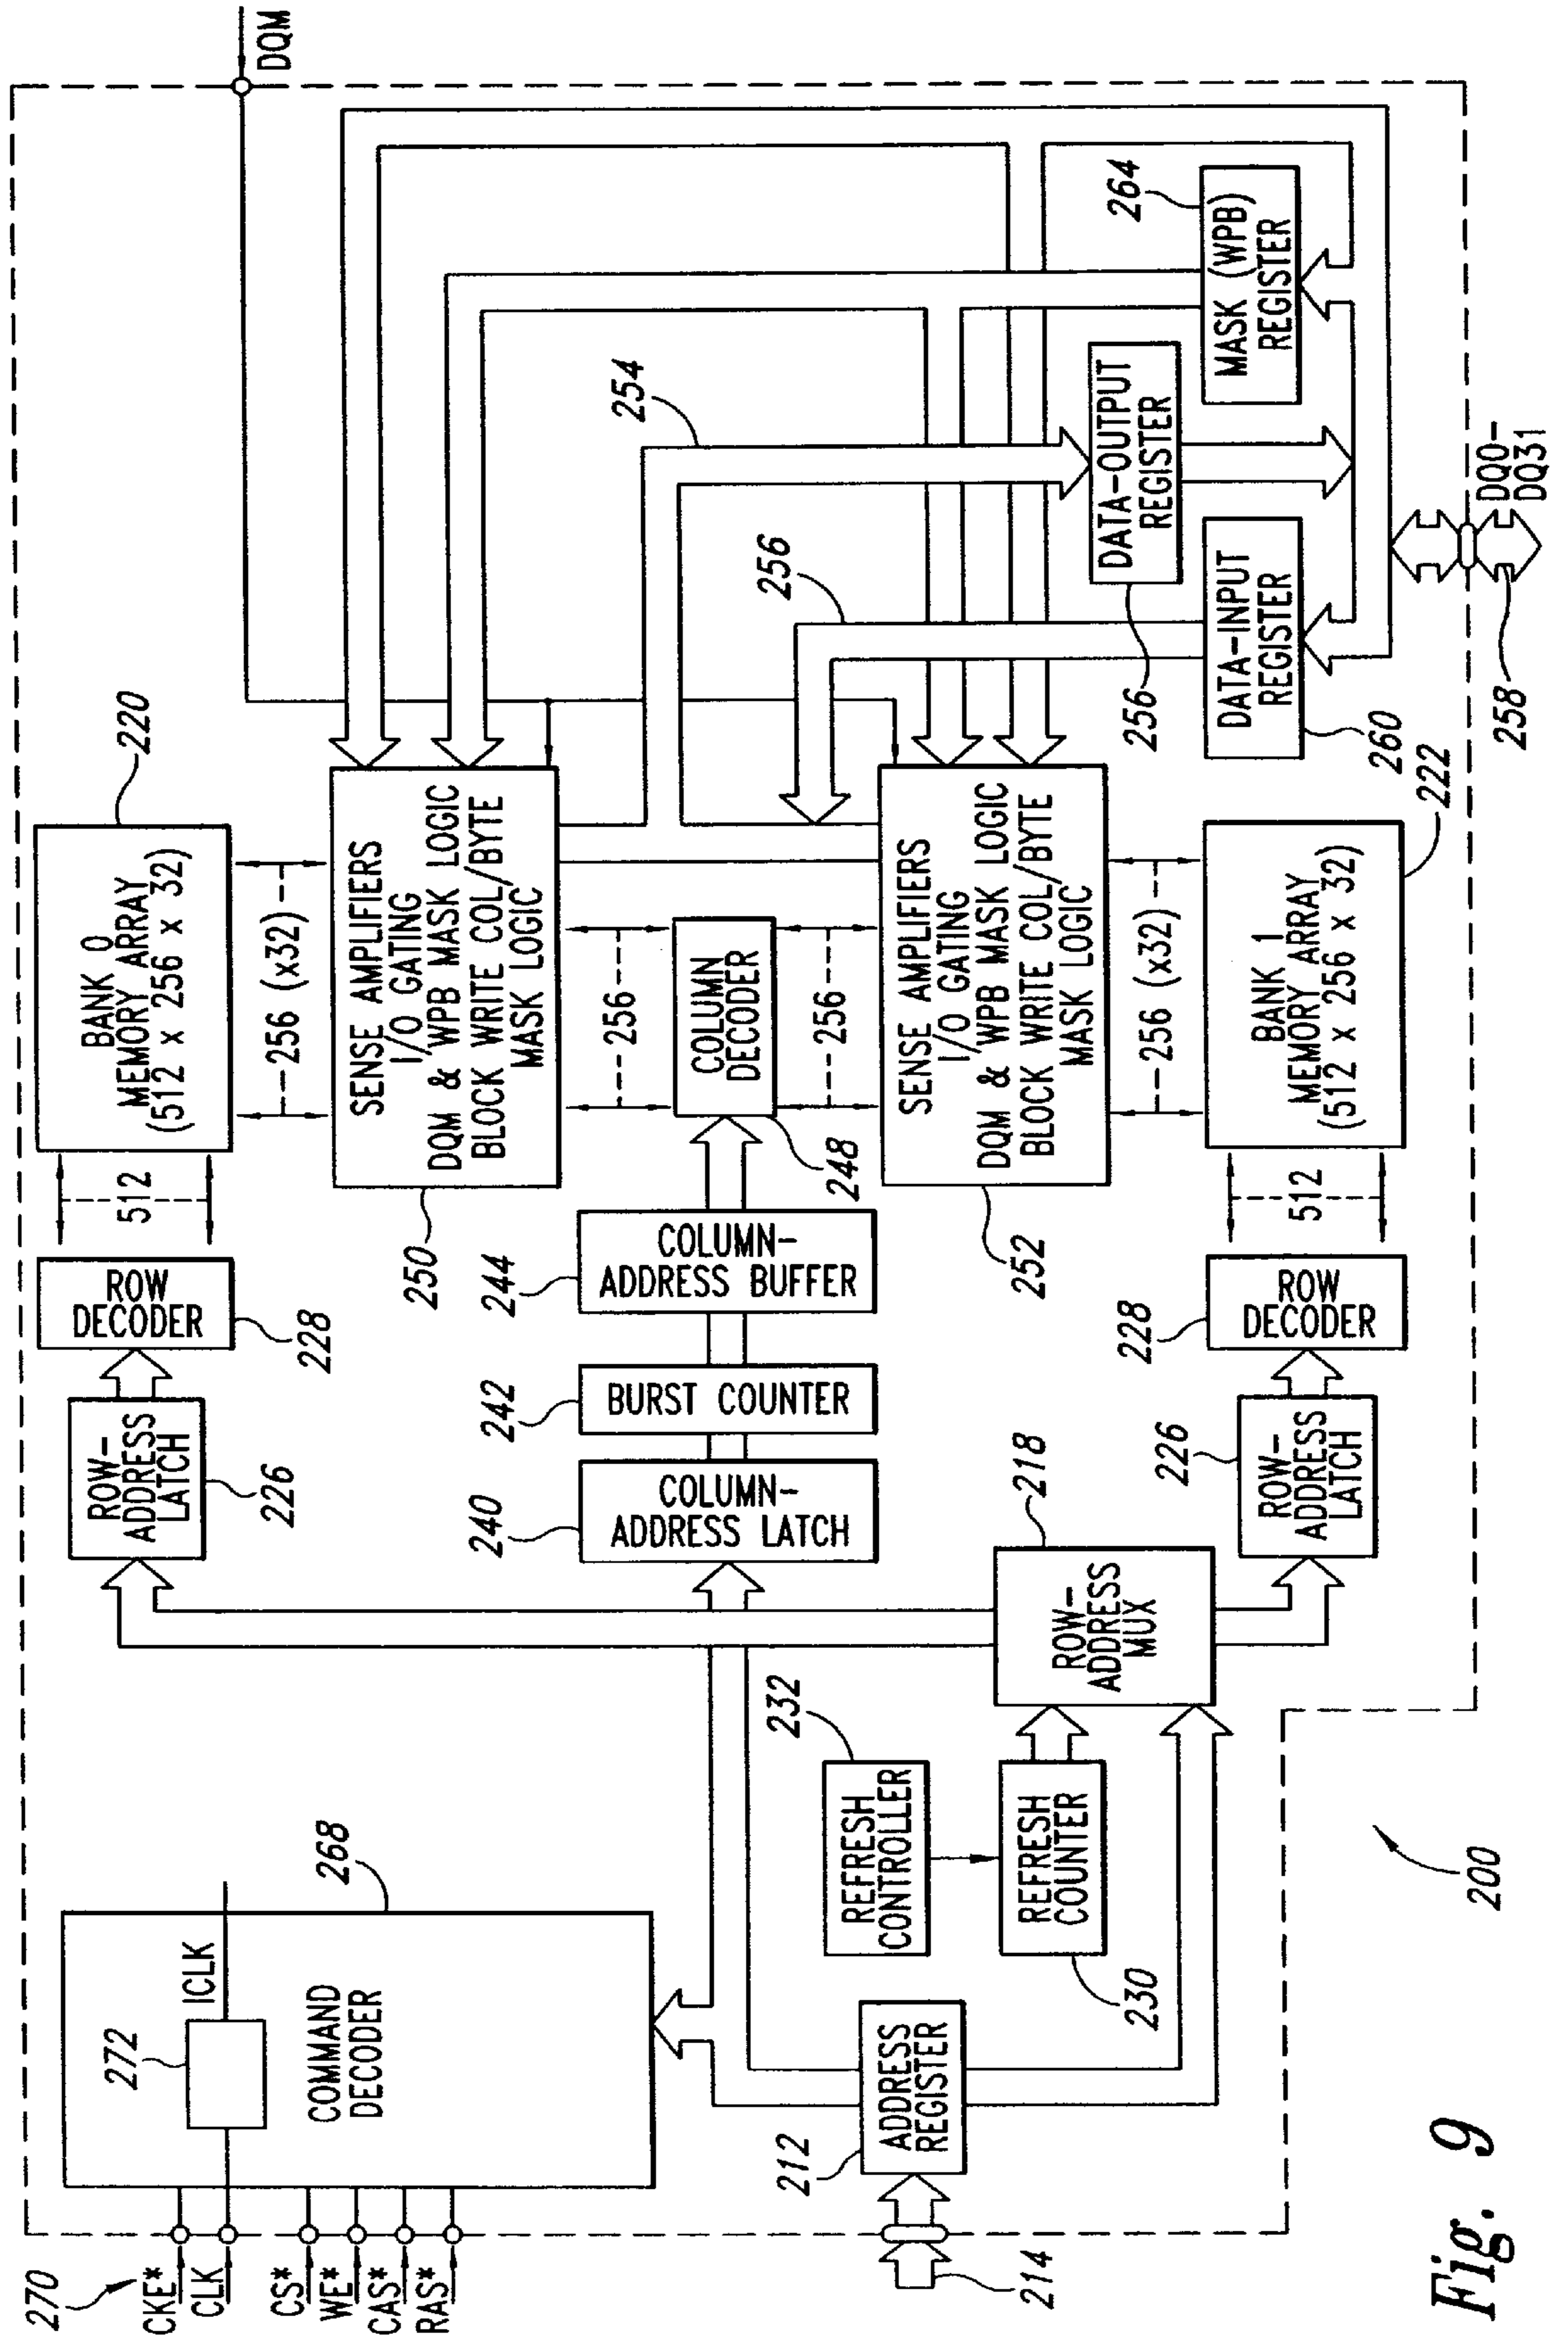 270
CKE*
CLK
CS*
WE*
CAS*
RAS*
272
ICLK
COMMAND
DECODER
268
214
212
ADDRESS
REGISTER
REFRESH
CONTROLLER
232
REFRESH
COUNTER
230
ROW-
ADDRESS
MUX
218
ROW-
ADDRESS
LATCH
226
ROW
DECODER
228
512
BANK 0
MEMORY ARRAY
(512 x 256 x 32)
220
256 (x32)
SENSE AMPLIFIERS
I/O GATING
DQM & WPB MASK LOGIC
BLOCK WRITE COL/BYTE
MASK LOGIC
250
256
COLUMN-
ADDRESS LATCH
240
BURST COUNTER
242
COLUMN-
ADDRESS BUFFER
244
COLUMN
DECODER
248
256
SENSE AMPLIFIERS
I/O GATING
DQM & WPB MASK LOGIC
BLOCK WRITE COL/BYTE
MASK LOGIC
252
256 (x32)
ROW-
ADDRESS
LATCH
226
ROW
DECODER
228
512
BANK 1
MEMORY ARRAY
(512 x 256 x 32)
222
DQM
254
256
DATA-OUTPUT
REGISTER
256
DATA-INPUT
REGISTER
260
MASK (WPB)
REGISTER
264
DQ0-
DQ31
258
200
Fig. 9